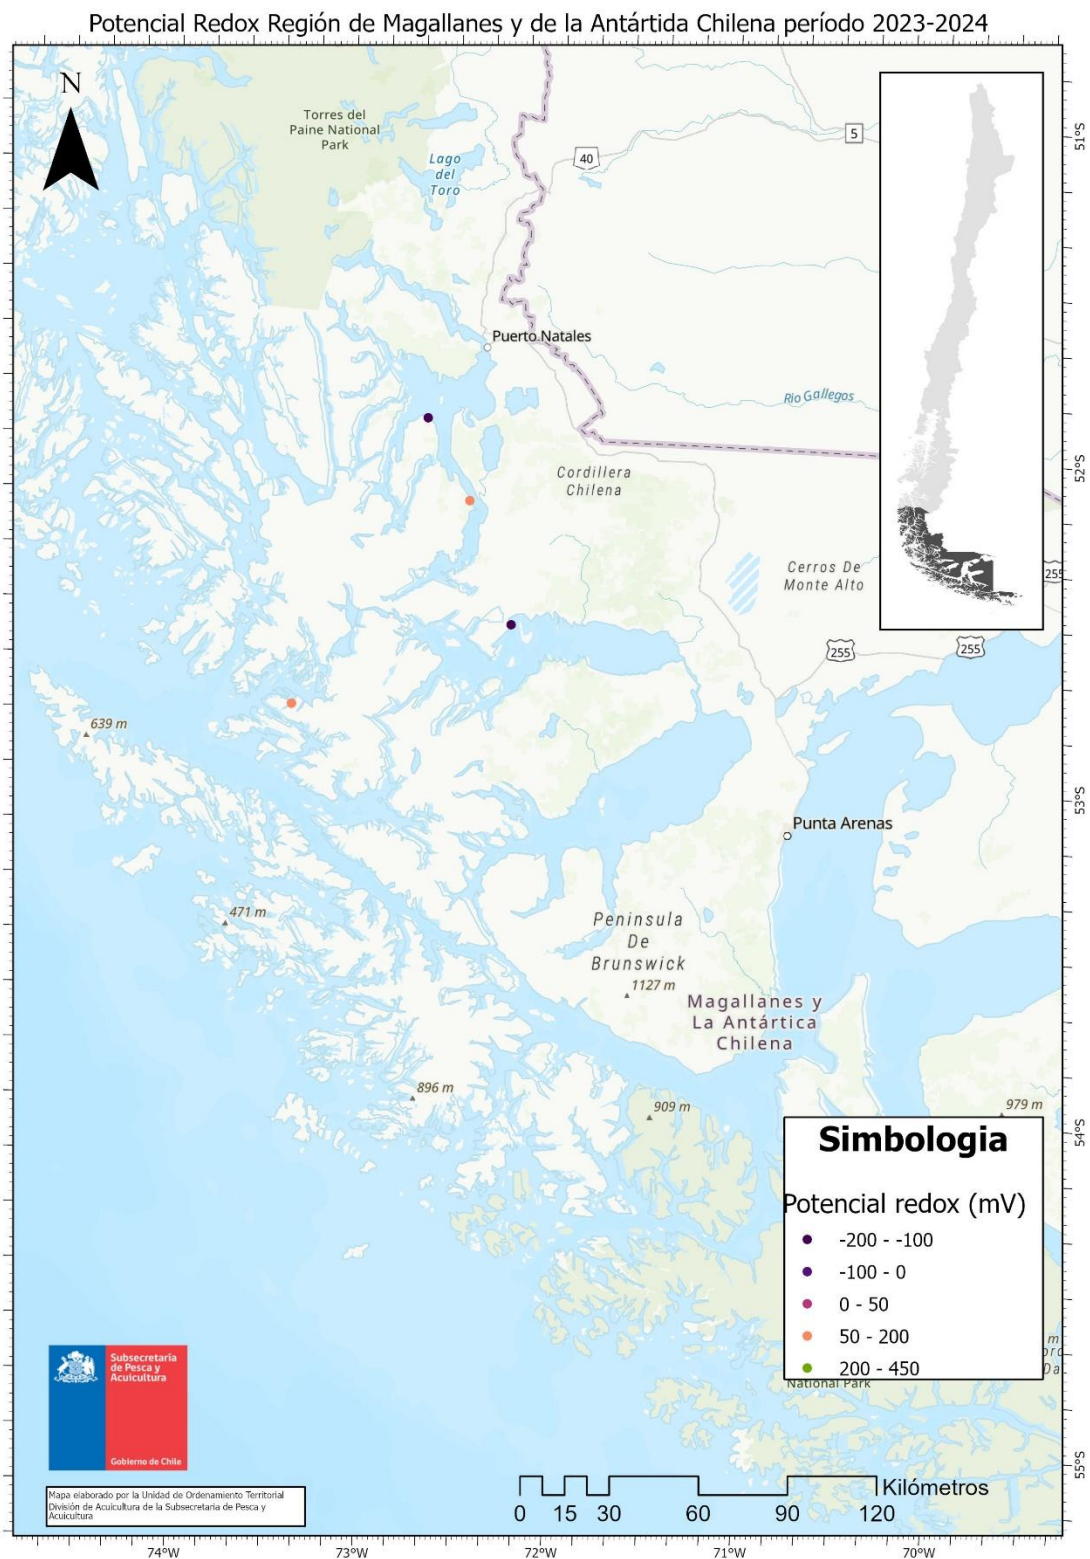 Potencial Redox Región de Magallanes y de la Antártida Chilena período 2023-2024
N
Torres del
Paine National
Park
Lago
del
Toro
40
5
51°S
Puerto Natales
Rio Gallegos
52°S
Cordillera
Chilena
Cerros De
Monte Alto
255
255
255
639 m
53°S
Punta Arenas
471 m
Peninsula
De
Brunswick
1127 m
Magallanes y
La Antártica
Chilena
896 m
909 m
979 m
54°S
Simbologia
Potencial redox (mV)
-200 - -100
-100 - 0
0 - 50
50 - 200
200 - 450
National Park
55°S
Subsecretaría
de Pesca y
Acuicultura
Gobierno de Chile
Mapa elaborado por la Unidad de Ordenamiento Territorial
División de Acuicultura de la Subsecretaria de Pesca y
Acuicultura
Kilómetros
0 15 30 60 90 120
74°W 73°W 72°W 71°W 70°W